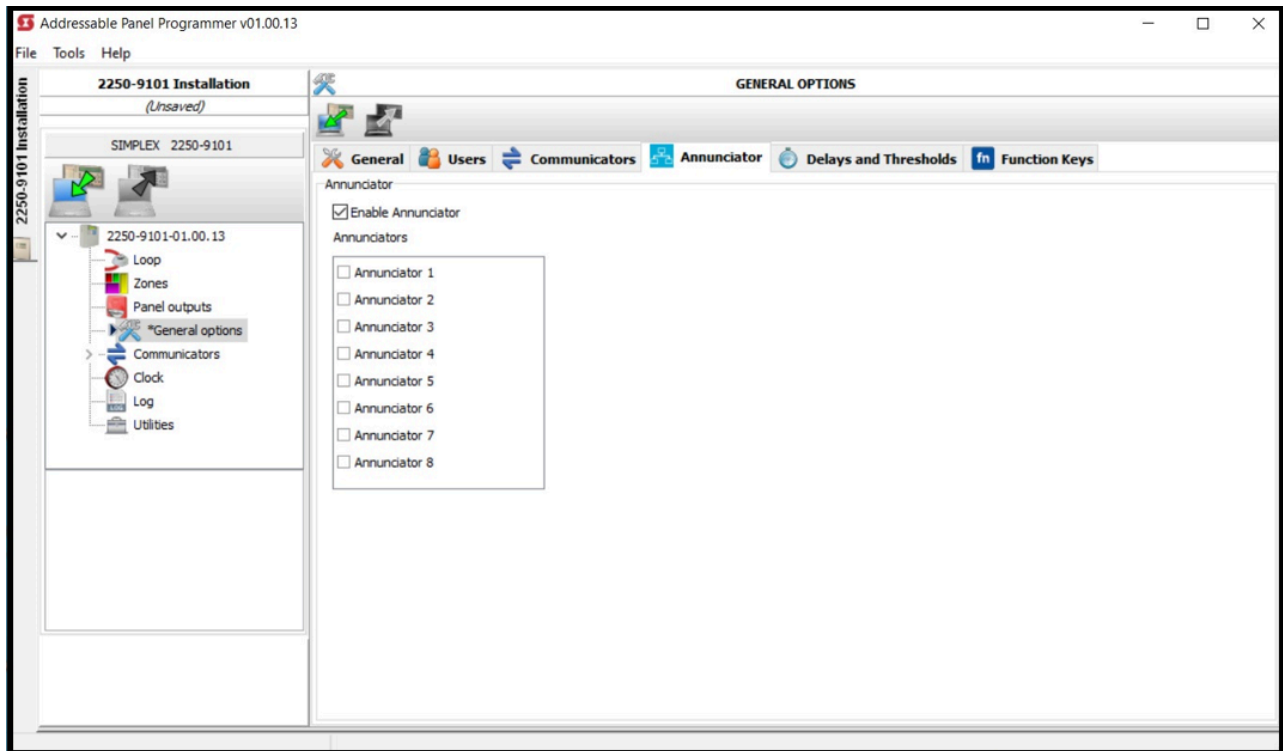 Addressable Panel Programmer v01.00.13
File Tools Help
2250-9101 Installation
2250-9101 Installation
(Unsaved)
SIMPLEX 2250-9101
2250-9101-01.00.13
Loop
Zones
Panel outputs
*General options
Communicators
Clock
Log
Utilities
GENERAL OPTIONS
General Users Communicators Annunciator Delays and Thresholds fn Function Keys
Annunciator
Enable Annunciator
Annunciators
Annunciator 1
Annunciator 2
Annunciator 3
Annunciator 4
Annunciator 5
Annunciator 6
Annunciator 7
Annunciator 8